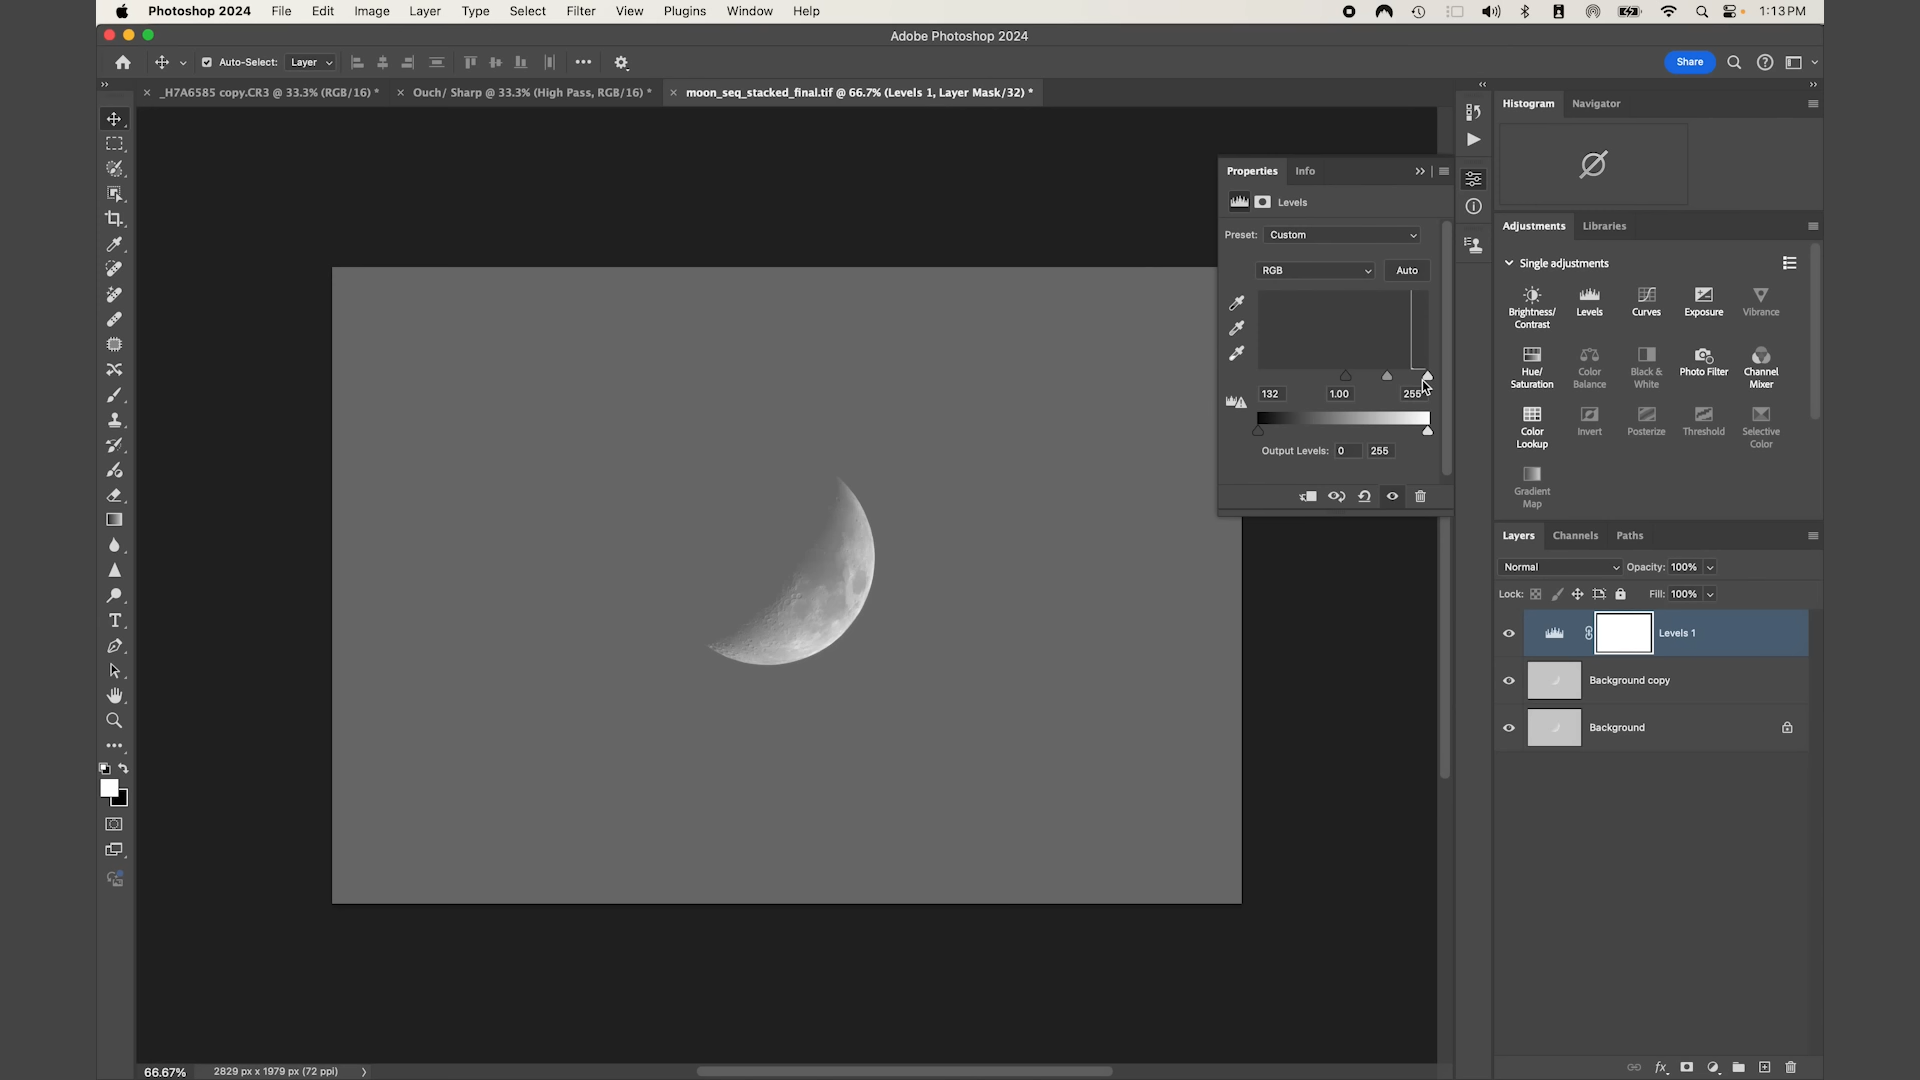 Photoshop 2024 File Edit Image Layer Type Select Filter View Plugins Window Help 1:13PM
Adobe Photoshop 2024
Auto-Select: Layer Share
_H7A6585 copy.CR3 @ 33.3% (RGB/16) * Ouch/ Sharp @ 33.3% (High Pass, RGB/16) * moon_seq_stacked_final.tif @ 66.7% (Levels 1, Layer Mask/32) *
Properties Info
Levels
Preset: Custom
RGB Auto
132 1.00 255
Output Levels: 0 255
Histogram Navigator
Adjustments Libraries
Single adjustments
Brightness/
Contrast
Levels
Curves
Exposure
Vibrance
Hue/
Saturation
Color
Balance
Black &
White
Photo Filter
Channel
Mixer
Color
Lookup
Invert
Posterize
Threshold
Selective
Color
Gradient
Map
Layers Channels Paths
Normal Opacity: 100%
Lock: Fill: 100%
Levels 1
Background copy
Background
66.67% 2829 px x 1979 px (72 ppi)